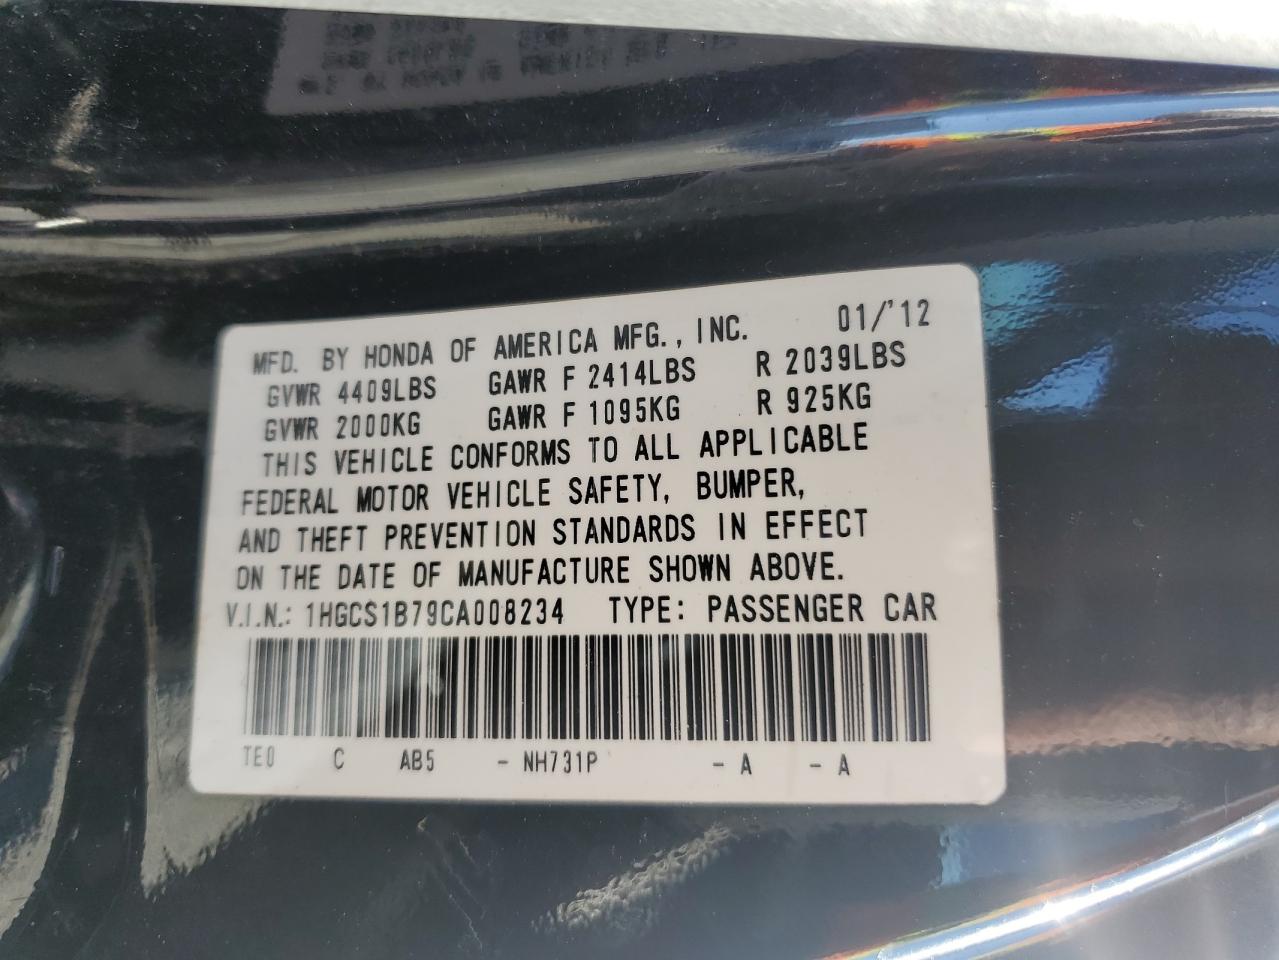 MFD. BY HONDA OF AMERICA MFG., INC. 01/'12
GVWR 4409LBS GAWR F 2414LBS R 2039LBS
GVWR 2000KG GAWR F 1095KG R 925KG
THIS VEHICLE CONFORMS TO ALL APPLICABLE
FEDERAL MOTOR VEHICLE SAFETY, BUMPER,
AND THEFT PREVENTION STANDARDS IN EFFECT
ON THE DATE OF MANUFACTURE SHOWN ABOVE.
V.I.N.: 1HGCS1B79CA008234 TYPE: PASSENGER CAR
TE0 C AB5 - NH731P - A - A